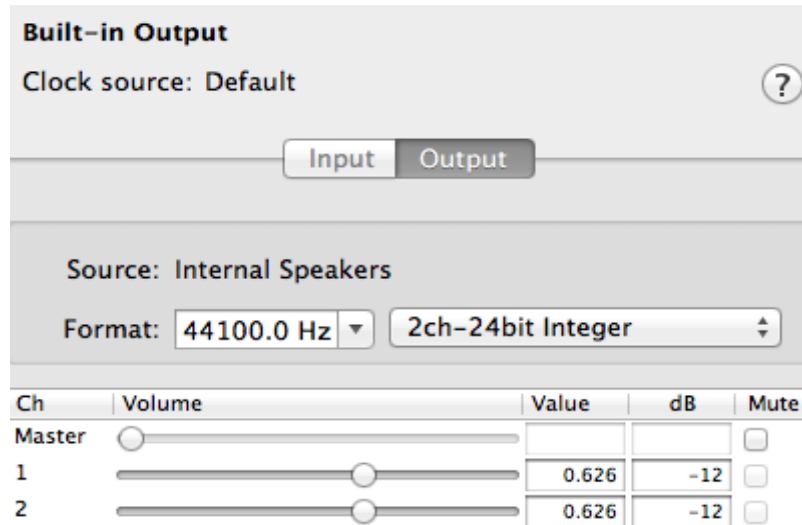 Built-in Output
Clock source: Default
?
Input Output
Source: Internal Speakers
Format: 44100.0 Hz 2ch-24bit Integer
Ch Volume Value dB Mute
Master
1 0.626 -12
2 0.626 -12